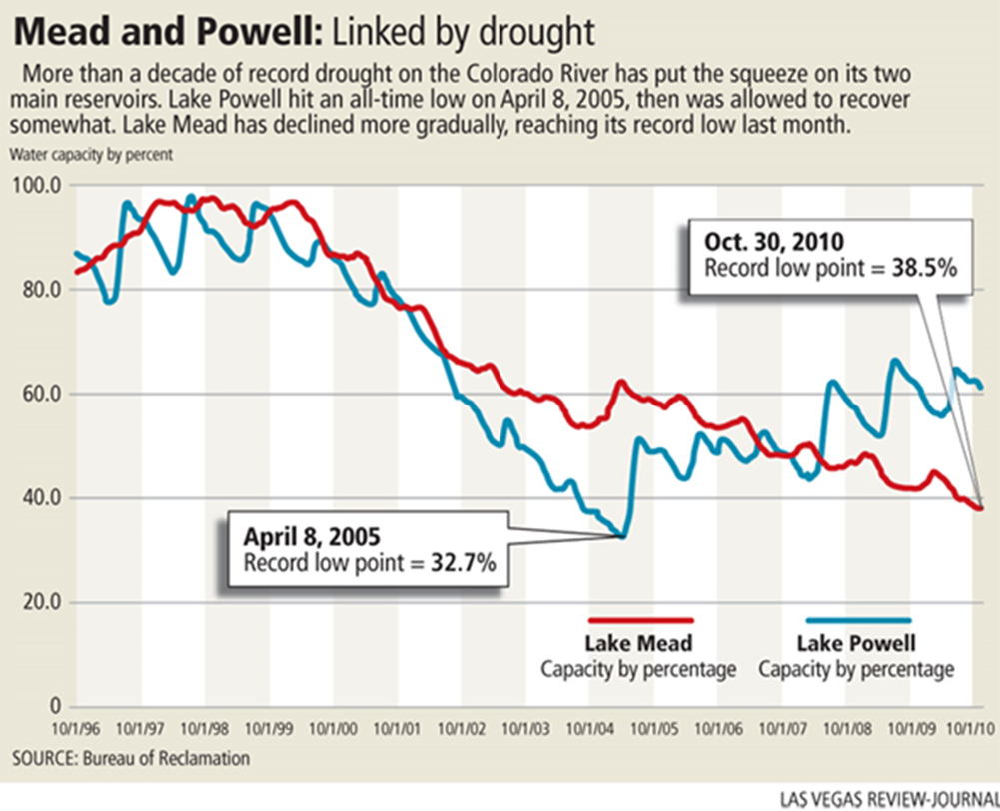 Mead and Powell: Linked by drought
More than a decade of record drought on the Colorado River has put the squeeze on its two
main reservoirs. Lake Powell hit an all-time low on April 8, 2005, then was allowed to recover
somewhat. Lake Mead has declined more gradually, reaching its record low last month.
Water capacity by percent
100.0
80.0
60.0
40.0
20.0
0
Oct. 30, 2010
Record low point = 38.5%
April 8, 2005
Record low point = 32.7%
Lake Mead
Capacity by percentage
Lake Powell
Capacity by percentage
10/1/96 10/1/97 10/1/98 10/1/99 10/1/00 10/1/01 10/1/02 10/1/03 10/1/04 10/1/05 10/1/06 10/1/07 10/1/08 10/1/09 10/1/10
SOURCE: Bureau of Reclamation
LAS VEGAS REVIEW-JOURNAL